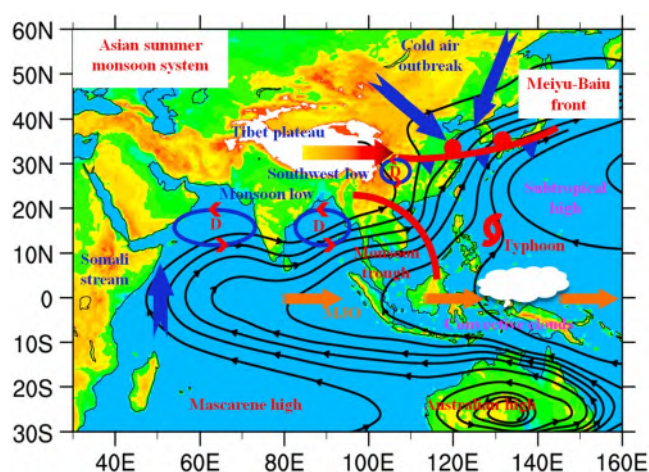 60N
Asian summer
monsoon system
Cold air
outbreak
50N
Meiyu-Baiu
front
40N
Tibet plateau
30N
Southwest low
D
Monsoon low
Subtropical
high
20N
D
D
Typhoon
10N
Somali
stream
Monsoon
trough
0
MJO
Convective clouds
10S
20S
Mascarene high
Australian high
30S
40E
60E
80E
100E
120E
140E
160E